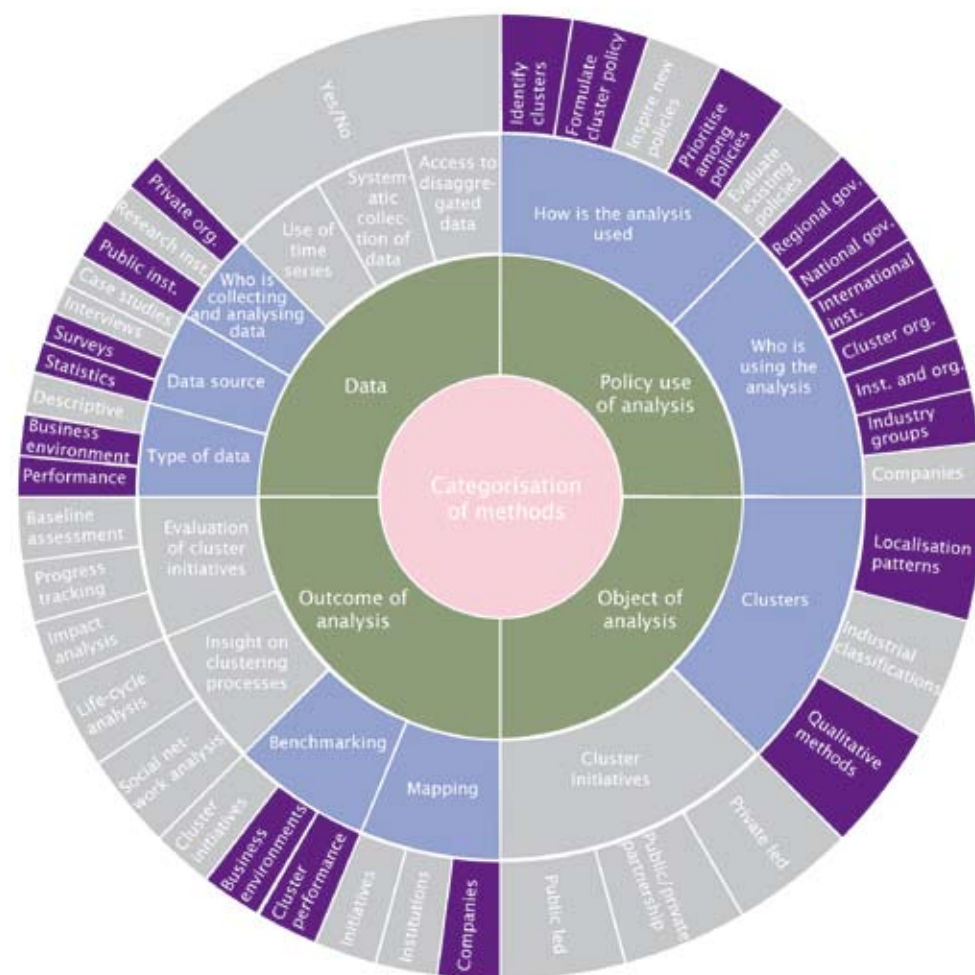 Categorisation
of methods
Data
Policy use
of analysis
Object of
analysis
Outcome of
analysis
How is the analysis
used
Who is
using the
analysis
Clusters
Cluster
initiatives
Mapping
Benchmarking
Insight on
clustering
processes
Evaluation
of cluster
initiatives
Type of data
Data source
Who is
collecting
and analysing
data
Use of
time
series
System-
atic collec-
tion of
data
Access to
disaggre-
gated
data
Identify
clusters
Formulate
cluster policy
Inspire new
policies
Prioritise
among
policies
Evaluate
existing
policies
Regional gov.
National gov.
International
inst.
Cluster org.
Inst. and org.
Industry
groups
Companies
Localisation
patterns
Industrial
classifications
Qualitative
methods
Private led
Public/private
partnership
Public led
Companies
Institutions
Initiatives
Cluster
performance
Business
environments
Cluster
initiatives
Social net-
work analysis
Life-cycle
analysis
Impact
analysis
Progress
tracking
Baseline
assessment
Performance
Business
environment
Descriptive
Statistics
Surveys
Interviews
Case studies
Public inst.
Research inst.
Private org.
Yes/No